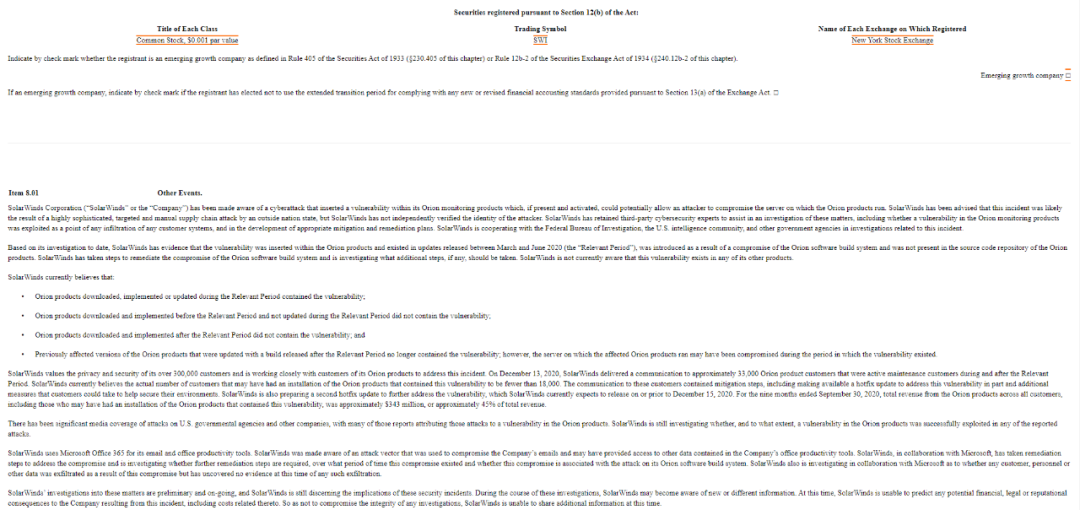 Securities registered pursuant to Section 12(b) of the Act:
Title of Each Class Trading Symbol Name of Each Exchange on Which Registered
Common Stock, $0.001 par value SWI New York Stock Exchange
Indicate by check mark whether the registrant is an emerging growth company as defined in Rule 405 of the Securities Act of 1933 (§230.405 of this chapter) or Rule 12b-2 of the Securities Exchange Act of 1934 (§240.12b-2 of this chapter).
Emerging growth company ☐
If an emerging growth company, indicate by check mark if the registrant has elected not to use the extended transition period for complying with any new or revised financial accounting standards provided pursuant to Section 13(a) of the Exchange Act. ☐
Item 8.01 Other Events.
SolarWinds Corporation (“SolarWinds” or the “Company”) has been made aware of a cyberattack that inserted a vulnerability within its Orion monitoring products which, if present and activated, could potentially allow an attacker to compromise the server on which the Orion products run. SolarWinds has been advised that this incident was likely
the result of a highly sophisticated, targeted and manual supply chain attack by an outside nation state, but SolarWinds has not independently verified the identity of the attacker. SolarWinds has retained third-party cybersecurity experts to assist in an investigation of these matters, including whether a vulnerability in the Orion monitoring products
was exploited as a point of any infiltration of any customer systems, and in the development of appropriate mitigation and remediation plans. SolarWinds is cooperating with the Federal Bureau of Investigation, the U.S. intelligence community, and other government agencies in investigations related to this incident.
Based on its investigation to date, SolarWinds has evidence that the vulnerability was inserted within the Orion products and existed in updates released between March and June 2020 (the “Relevant Period”), was introduced as a result of a compromise of the Orion software build system and was not present in the source code repository of the Orion
products. SolarWinds has taken steps to remediate the compromise of the Orion software build system and is investigating what additional steps, if any, should be taken. SolarWinds is not currently aware that this vulnerability exists in any of its other products.
SolarWinds currently believes that:
• Orion products downloaded, implemented or updated during the Relevant Period contained the vulnerability;
• Orion products downloaded and implemented before the Relevant Period and not updated during the Relevant Period did not contain the vulnerability;
• Orion products downloaded and implemented after the Relevant Period did not contain the vulnerability; and
• Previously affected versions of the Orion products that were updated with a build released after the Relevant Period no longer contained the vulnerability; however, the server on which the affected Orion products ran may have been compromised during the period in which the vulnerability existed.
SolarWinds values the privacy and security of its over 300,000 customers and is working closely with customers of its Orion products to address this incident. On December 13, 2020, SolarWinds delivered a communication to approximately 33,000 Orion product customers that were active maintenance customers during and after the Relevant
Period. SolarWinds currently believes the actual number of customers that may have had an installation of the Orion products that contained this vulnerability to be fewer than 18,000. The communication to these customers contained mitigation steps, including making available a hotfix update to address this vulnerability in part and additional
measures that customers could take to help secure their environments. SolarWinds is also preparing a second hotfix update to further address the vulnerability, which SolarWinds currently expects to release on or prior to December 15, 2020. For the nine months ended September 30, 2020, total revenue from the Orion products across all customers,
including those who may have had an installation of the Orion products that contained this vulnerability, was approximately $343 million, or approximately 45% of total revenue.
There has been significant media coverage of attacks on U.S. governmental agencies and other companies, with many of those reports attributing those attacks to a vulnerability in the Orion products. SolarWinds is still investigating whether, and to what extent, a vulnerability in the Orion products was successfully exploited in any of the reported
attacks.
SolarWinds uses Microsoft Office 365 for its email and office productivity tools. SolarWinds was made aware of an attack vector that was used to compromise the Company’s emails and may have provided access to other data contained in the Company’s office productivity tools. SolarWinds, in collaboration with Microsoft, has taken remediation
steps to address the compromise and is investigating whether further remediation steps are required, over what period of time this compromise existed and whether this compromise is associated with the attack on its Orion software build system. SolarWinds also is investigating in collaboration with Microsoft as to whether any customer, personnel or
other data was exfiltrated as a result of this compromise but has uncovered no evidence at this time of any such exfiltration.
SolarWinds’ investigations into these matters are preliminary and on-going, and SolarWinds is still discerning the implications of these security incidents. During the course of these investigations, SolarWinds may become aware of new or different information. At this time, SolarWinds is unable to predict any potential financial, legal or reputational
consequences to the Company resulting from this incident, including costs related thereto. So as not to compromise the integrity of any investigations, SolarWinds is unable to share additional information at this time.